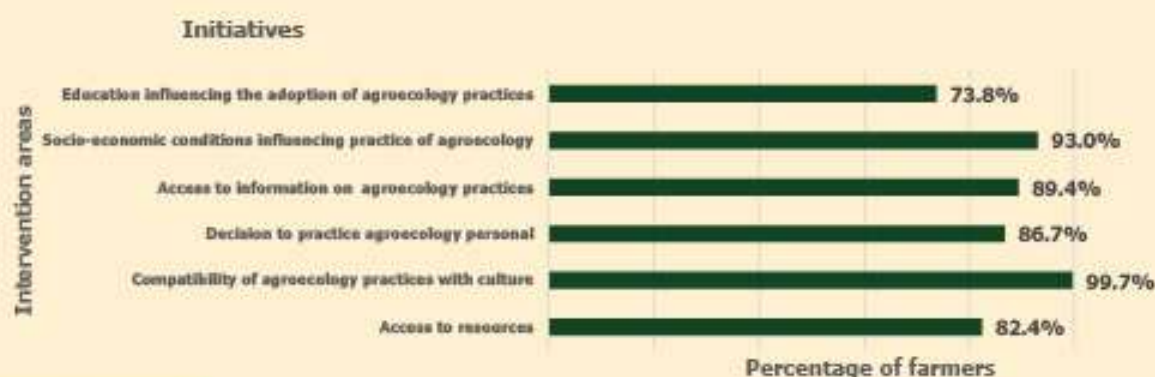 Initiatives
Intervention areas
Education influencing the adoption of agroecology practices 73.8%
Socio-economic conditions influencing practice of agroecology 93.0%
Access to information on agroecology practices 89.4%
Decision to practice agroecology personal 86.7%
Compatibility of agroecology practices with culture 99.7%
Access to resources 82.4%
Percentage of farmers